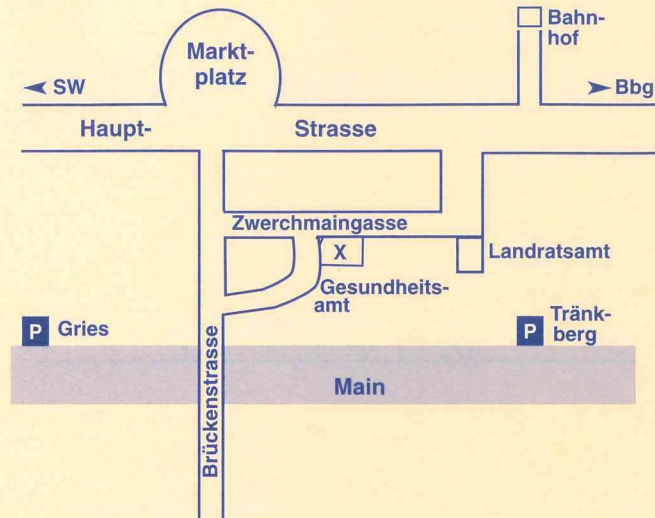 Bahn-
hof
Markt-
platz
SW
Bbg
Haupt-
Strasse
Zwerchmaingasse
X
Landratsamt
Gesundheits-
amt
P Gries
P Tränk-
berg
Main
Brückenstrasse